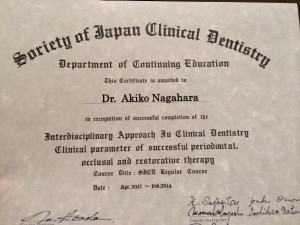 Society of Japan Clinical Dentistry
Department of Continuing Education
This Certificate is awarded to
Dr. Akiko Nagahara
in recognition of successful completion of the
Interdisciplinary Approach In Clinical Dentistry
Clinical parameter of successful periodontal,
occlusal and restorative therapy
Course Title : SJCD Regular Course
Date : Apr.2013 - Feb.2014